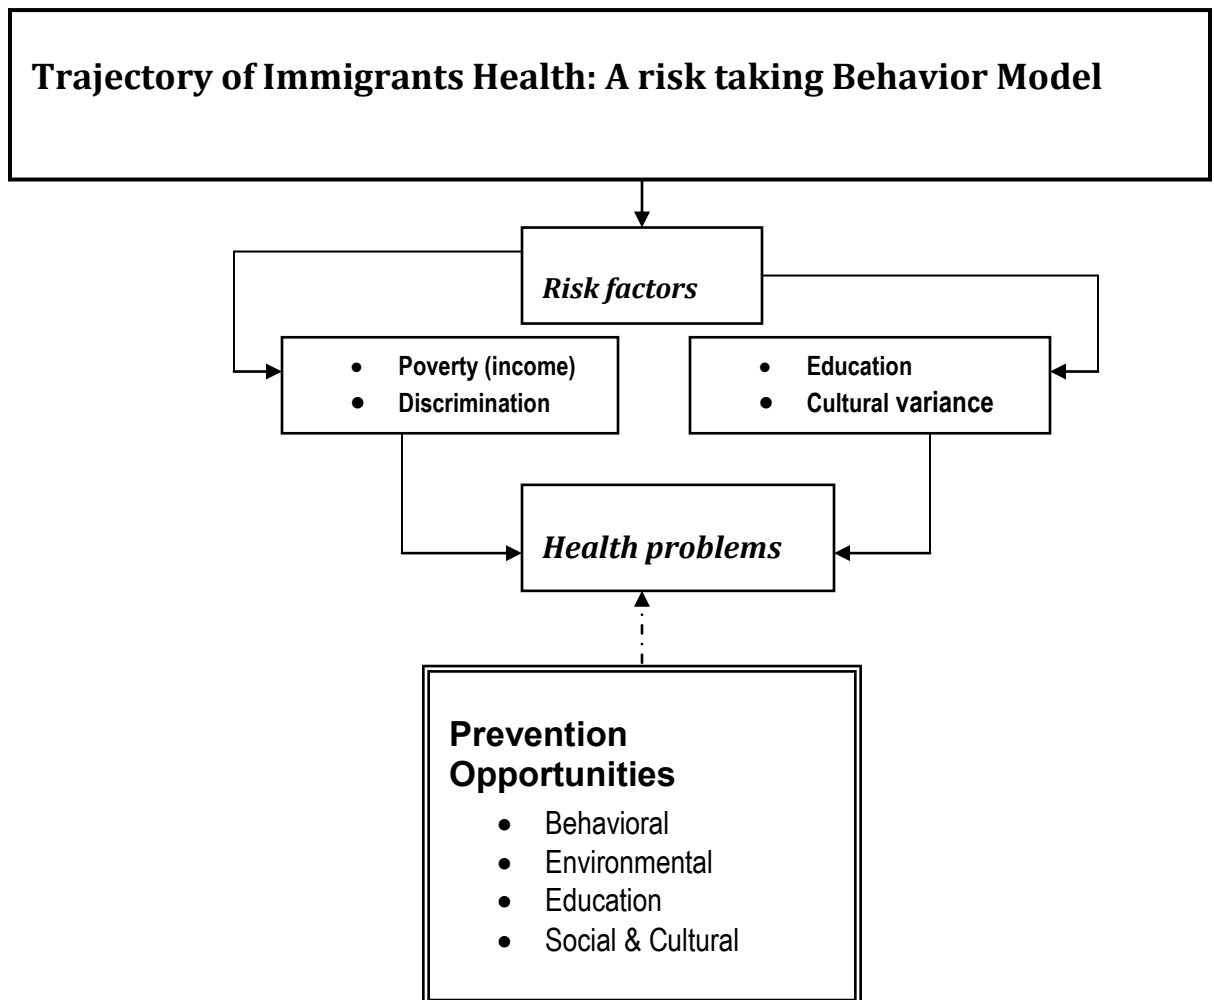 Trajectory of Immigrants Health: A risk taking Behavior Model
Risk factors
• Poverty (income)
• Discrimination
• Education
• Cultural variance
Health problems
Prevention
Opportunities
• Behavioral
• Environmental
• Education
• Social & Cultural